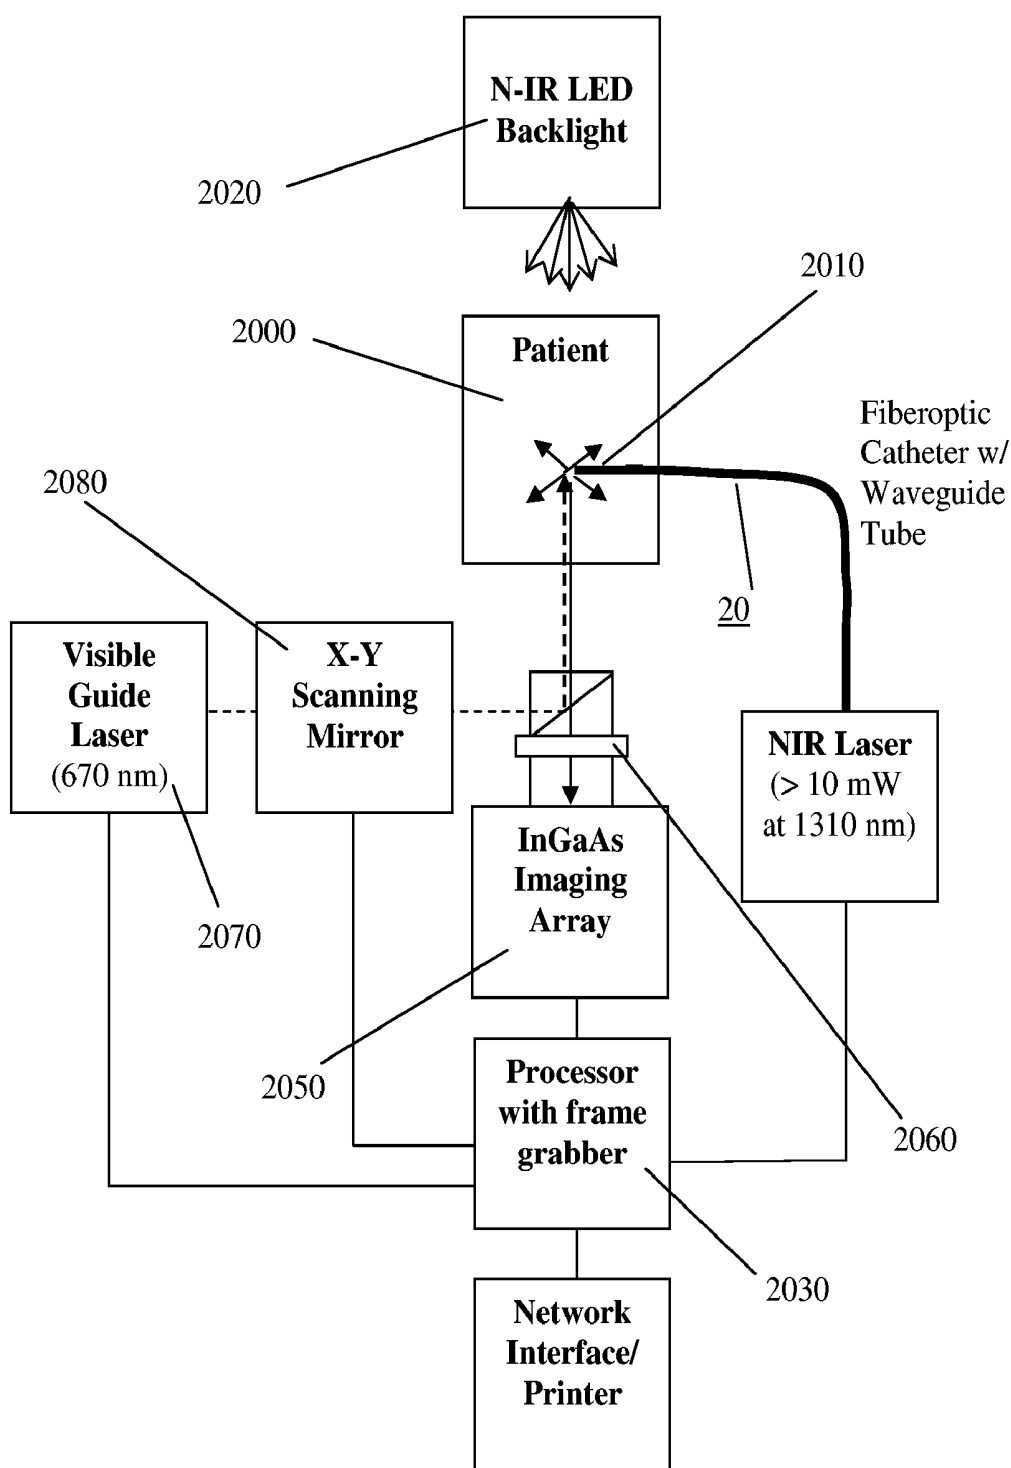 N-IR LED
Backlight
2020
2010
2000
Patient
Fiberoptic
Catheter w/
Waveguide
Tube
2080
20
Visible
Guide
Laser
(670 nm)
X-Y
Scanning
Mirror
NIR Laser
(> 10 mW
at 1310 nm)
InGaAs
Imaging
Array
2070
2050
Processor
with frame
grabber
2060
2030
Network
Interface/
Printer